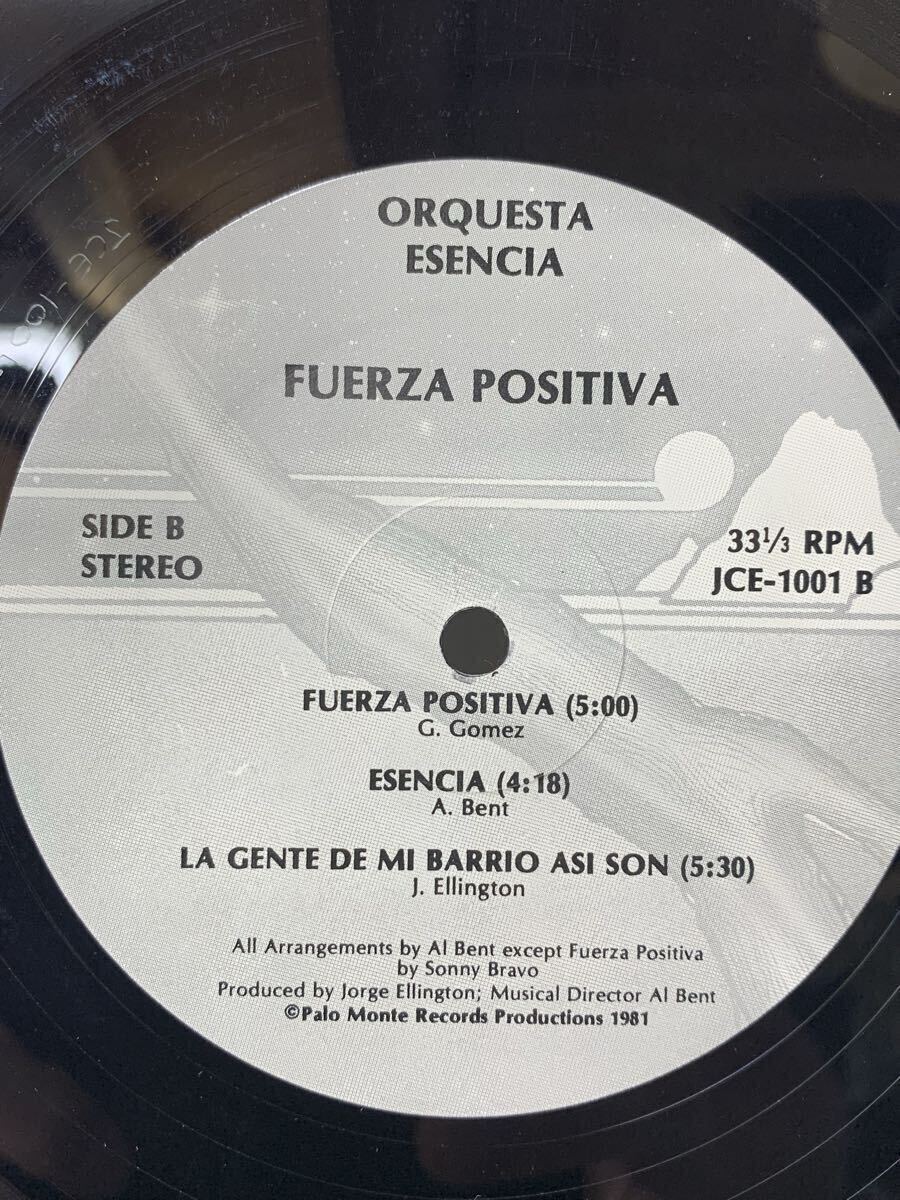 ORQUESTA
ESENCIA
FUERZA POSITIVA
SIDE B
STEREO
33⅓ RPM
JCE-1001 B
FUERZA POSITIVA (5:00)
G. Gomez
ESENCIA (4:18)
A. Bent
LA GENTE DE MI BARRIO ASI SON (5:30)
J. Ellington
All Arrangements by Al Bent except Fuerza Positiva
by Sonny Bravo
Produced by Jorge Ellington; Musical Director Al Bent
©Palo Monte Records Productions 1981
JCE-100